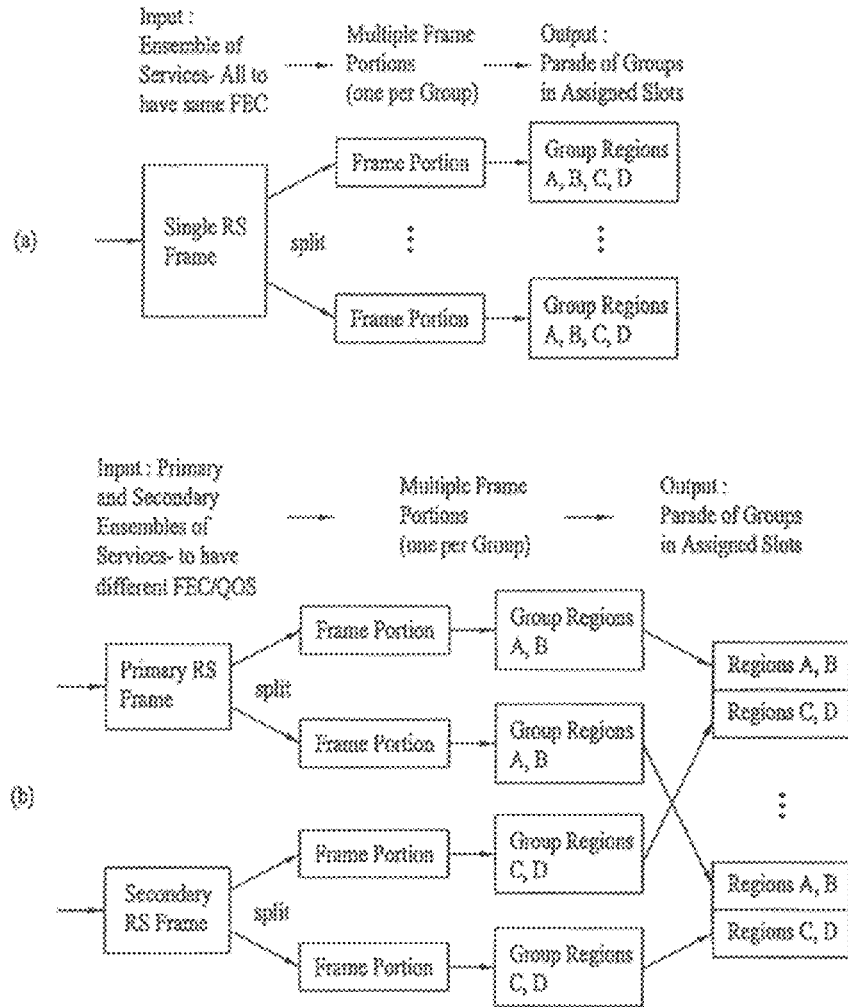 Input :
Ensemble of
Services- All to
have same FEC
Multiple Frame
Portions
(one per Group)
Output :
Parade of Groups
in Assigned Slots
(a)
Single RS
Frame
split
Frame Portion
Group Regions
A, B, C, D
Frame Portion
Group Regions
A, B, C, D
Input : Primary
and Secondary
Ensembles of
Services- to have
different FEC/QOS
Multiple Frame
Portions
(one per Group)
Output :
Parade of Groups
in Assigned Slots
(b)
Primary RS
Frame
split
Frame Portion
Group Regions
A, B
Frame Portion
Group Regions
A, B
Secondary
RS Frame
split
Frame Portion
Group Regions
C, D
Frame Portion
Group Regions
C, D
Regions A, B
Regions C, D
Regions A, B
Regions C, D